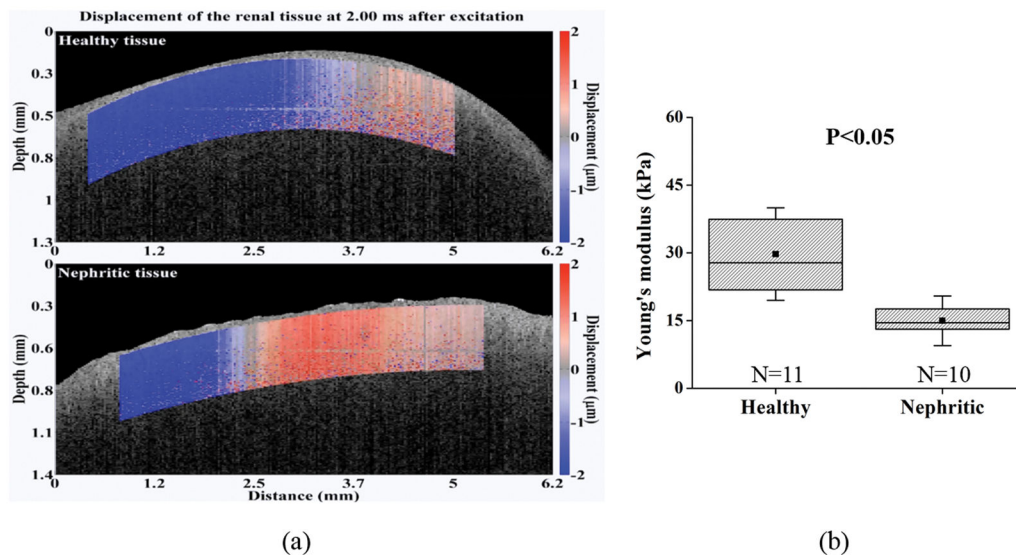 Displacement of the renal tissue at 2.00 ms after excitation
Healthy tissue
Depth (mm)
0
0.3
0.5
0.8
1
1.3
0 1.2 2.5 3.7 5 6.2
2
1
0
-1
-2
Displacement (μm)
Nephritic tissue
Depth (mm)
0
0.3
0.6
0.8
1.1
1.4
0 1.2 2.5 3.7 5 6.2
Distance (mm)
2
1
0
-1
-2
Displacement (μm)
(a)
Young's modulus (kPa)
60
45
30
15
0
P<0.05
N=11 N=10
Healthy Nephritic
(b)